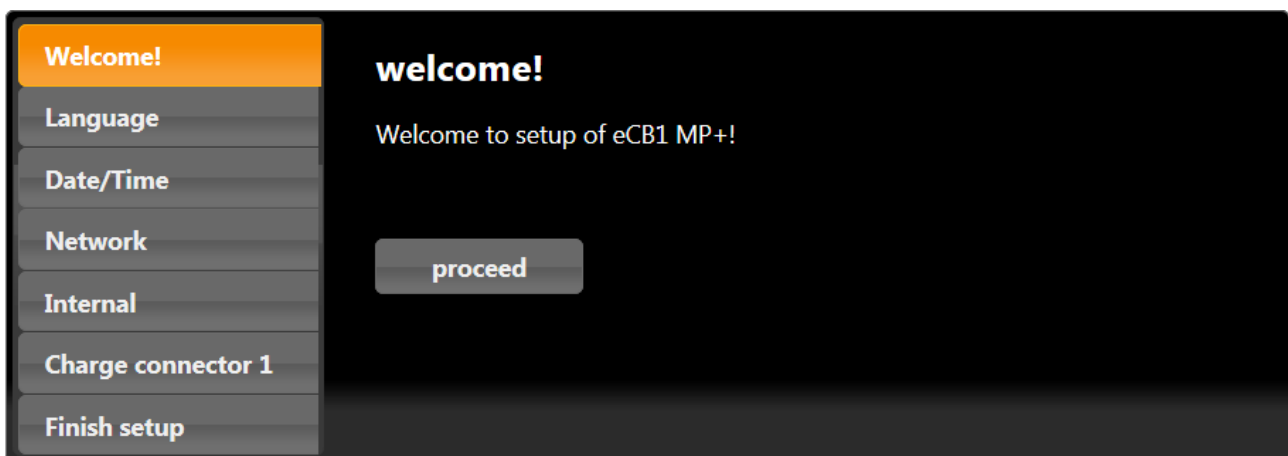 Welcome!
Language
Date/Time
Network
Internal
Charge connector 1
Finish setup
welcome!
Welcome to setup of eCB1 MP+!
proceed